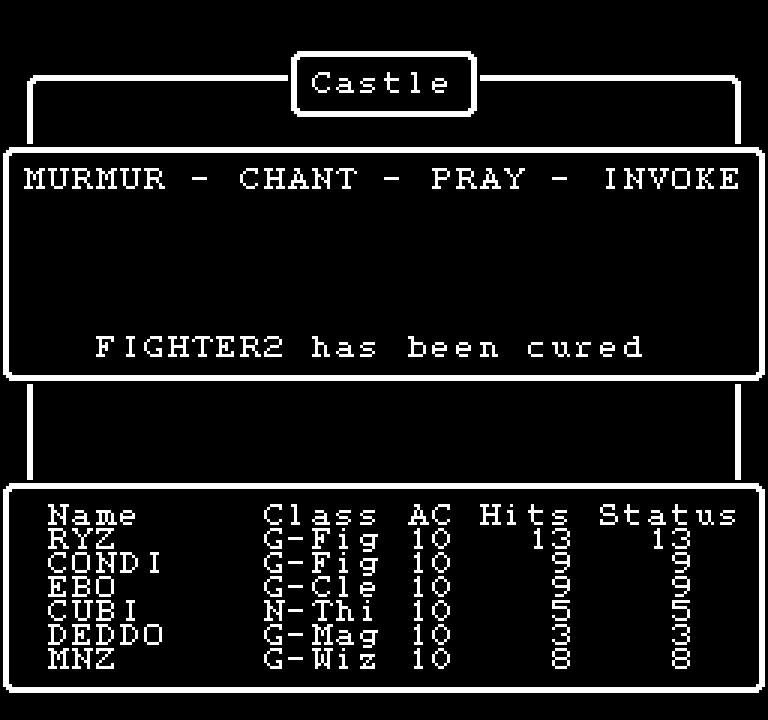 Castle
MURMUR - CHANT - PRAY - INVOKE
FIGHTER2 has been cured
Name Class AC Hits Status
RYZ G-Fig 10 13 13
CONDI G-Fig 10 9 9
EBO G-Cle 10 9 9
CUBI N-Thi 10 5 5
DEDDO G-Mag 10 3 3
MNZ G-Wiz 10 8 8